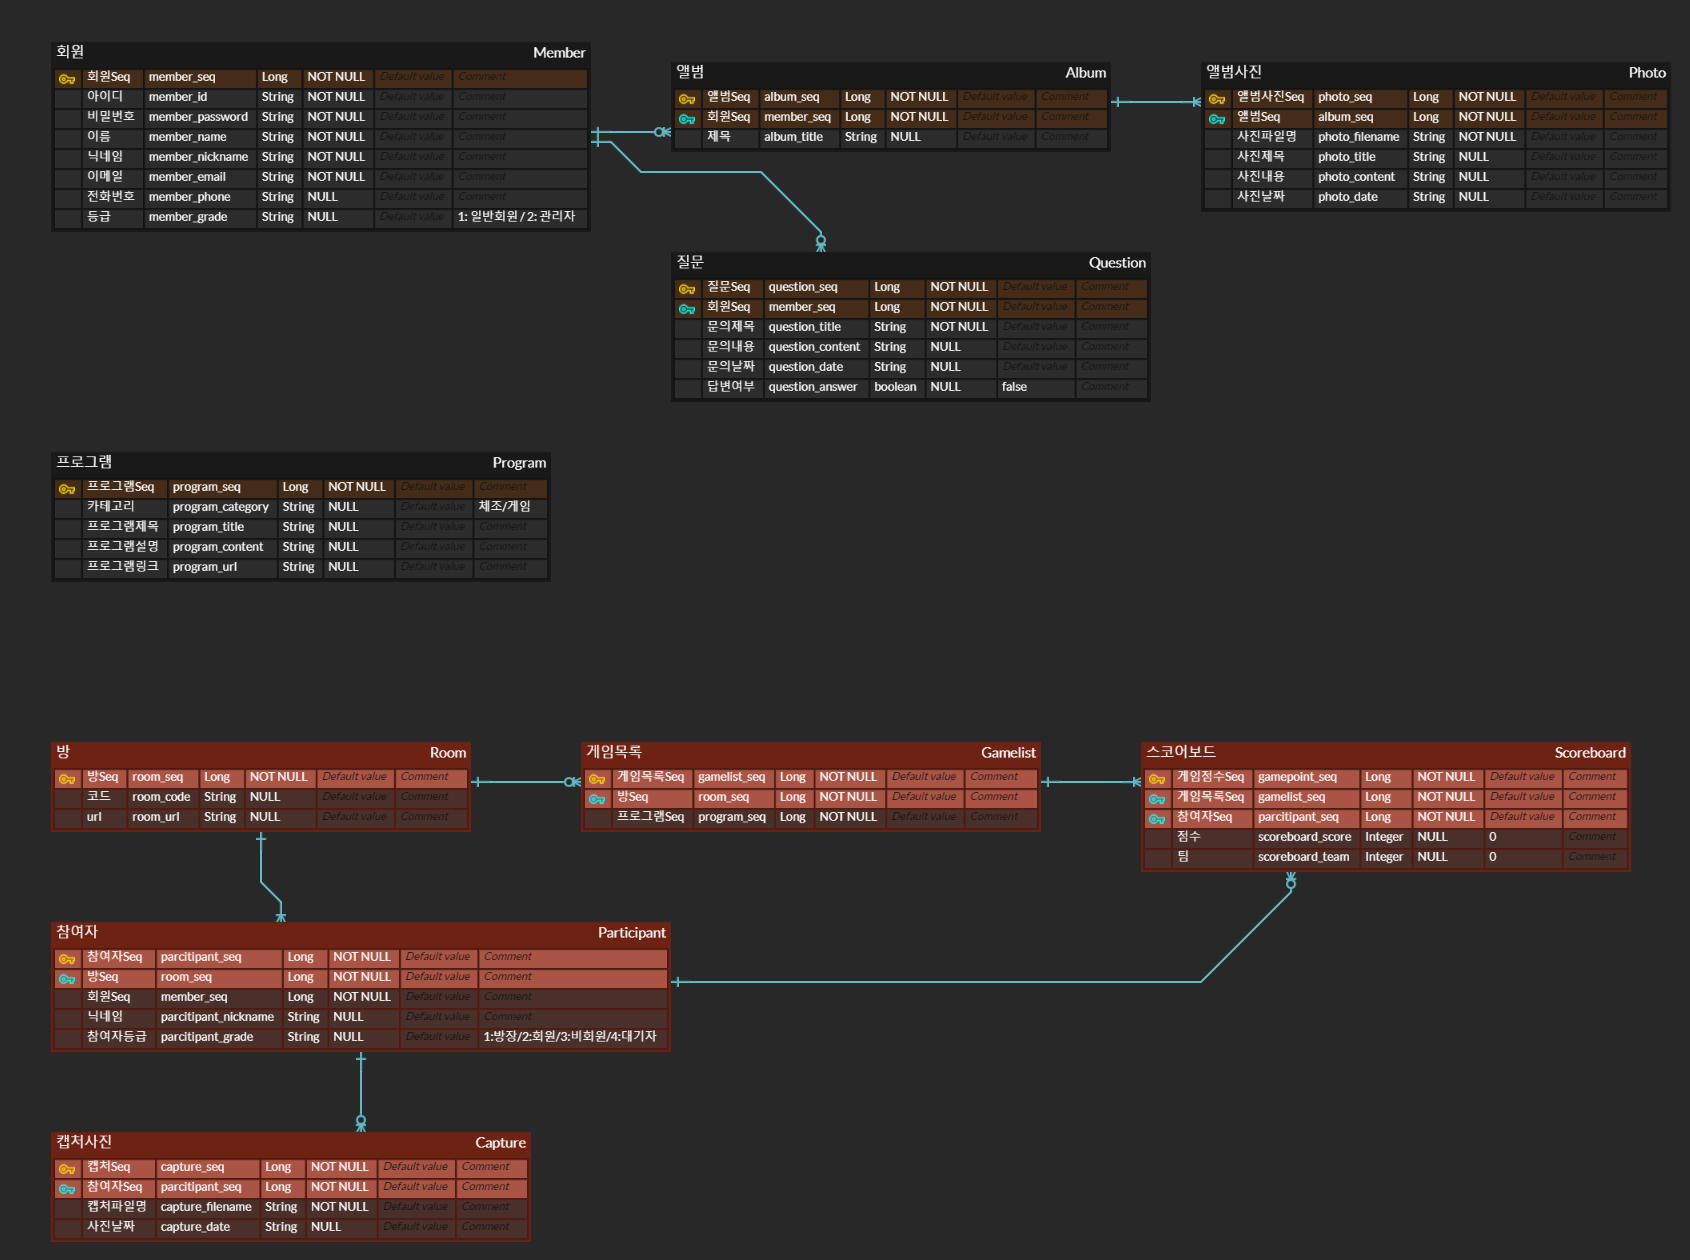 회원 Member
회원Seq member_seq Long NOT NULL Default value Comment
아이디 member_id String NOT NULL Default value Comment
비밀번호 member_password String NOT NULL Default value Comment
이름 member_name String NOT NULL Default value Comment
닉네임 member_nickname String NOT NULL Default value Comment
이메일 member_email String NOT NULL Default value Comment
전화번호 member_phone String NULL Default value Comment
등급 member_grade String NULL Default value 1: 일반회원 / 2: 관리자
앨범 Album
앨범Seq album_seq Long NOT NULL Default value Comment
회원Seq member_seq Long NOT NULL Default value Comment
제목 album_title String NULL Default value Comment
앨범사진 Photo
앨범사진Seq photo_seq Long NOT NULL Default value Comment
앨범Seq album_seq Long NOT NULL Default value Comment
사진파일명 photo_filename String NOT NULL Default value Comment
사진제목 photo_title String NULL Default value Comment
사진내용 photo_content String NULL Default value Comment
사진날짜 photo_date String NULL Default value Comment
질문 Question
질문Seq question_seq Long NOT NULL Default value Comment
회원Seq member_seq Long NOT NULL Default value Comment
문의제목 question_title String NOT NULL Default value Comment
문의내용 question_content String NULL Default value Comment
문의날짜 question_date String NULL Default value Comment
답변여부 question_answer boolean NULL false Comment
프로그램 Program
프로그램Seq program_seq Long NOT NULL Default value Comment
카테고리 program_category String NULL Default value 체조/게임
프로그램제목 program_title String NULL Default value Comment
프로그램설명 program_content String NULL Default value Comment
프로그램링크 program_url String NULL Default value Comment
방 Room
방Seq room_seq Long NOT NULL Default value Comment
코드 room_code String NULL Default value Comment
url room_url String NULL Default value Comment
게임목록 Gamelist
게임목록Seq gamelist_seq Long NOT NULL Default value Comment
방Seq room_seq Long NOT NULL Default value Comment
프로그램Seq program_seq Long NOT NULL Default value Comment
스코어보드 Scoreboard
게임점수Seq gamepoint_seq Long NOT NULL Default value Comment
게임목록Seq gamelist_seq Long NOT NULL Default value Comment
참여자Seq parcitipant_seq Long NOT NULL Default value Comment
점수 scoreboard_score Integer NULL 0 Comment
팀 scoreboard_team Integer NULL 0 Comment
참여자 Participant
참여자Seq parcitipant_seq Long NOT NULL Default value Comment
방Seq room_seq Long NOT NULL Default value Comment
회원Seq member_seq Long NOT NULL Default value Comment
닉네임 parcitipant_nickname String NULL Default value Comment
참여자등급 parcitipant_grade String NULL Default value 1:방장/2:회원/3:비회원/4:대기자
캡처사진 Capture
캡처Seq capture_seq Long NOT NULL Default value Comment
참여자Seq parcitipant_seq Long NOT NULL Default value Comment
캡처파일명 capture_filename String NOT NULL Default value Comment
사진날짜 capture_date String NULL Default value Comment